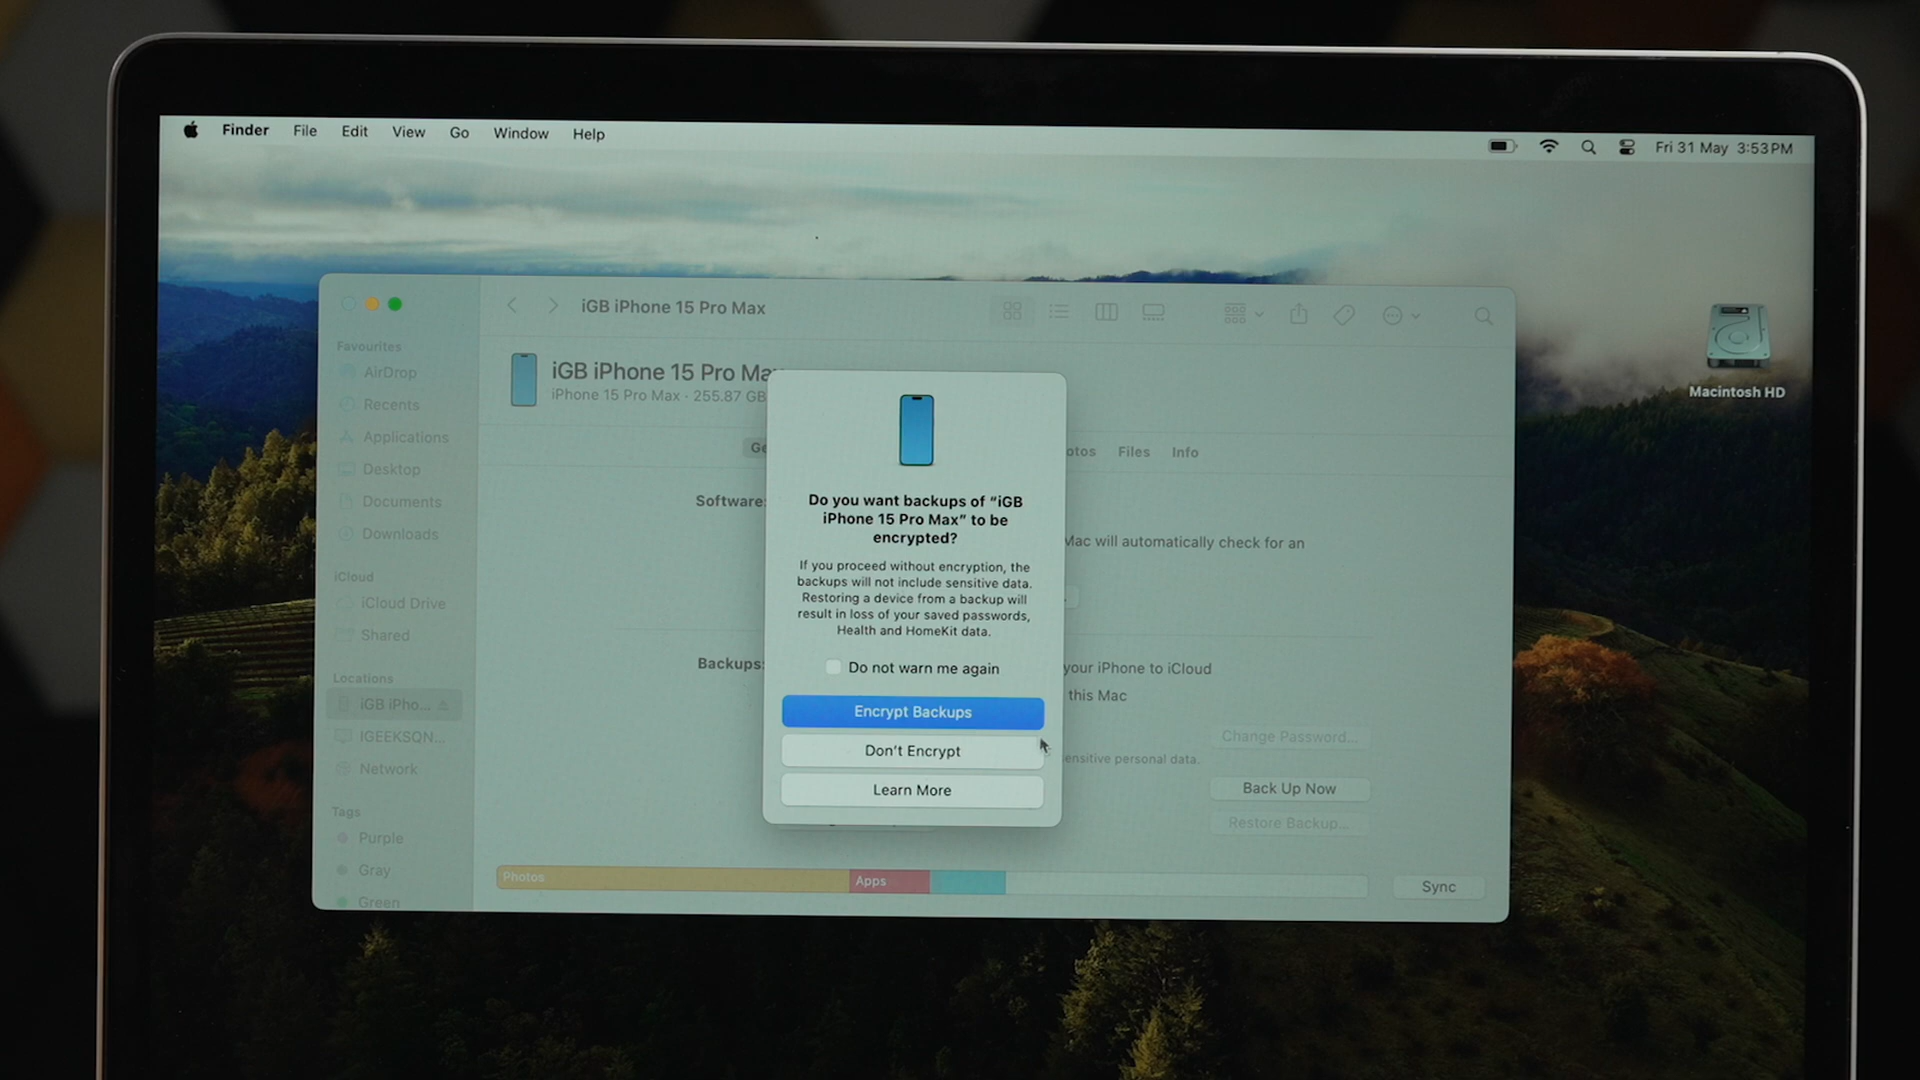 Finder File Edit View Go Window Help
Fri 31 May 3:53 PM
Macintosh HD
iGB iPhone 15 Pro Max
Favourites
AirDrop
Recents
Applications
Desktop
Documents
Downloads
iCloud
iCloud Drive
Shared
Locations
iGB iPho...
IGEEKSON...
Network
Tags
Purple
Gray
Green
iGB iPhone 15 Pro
iPhone 15 Pro Max · 255.87 GB
Files Info
Software:
Mac will automatically check for an
Backups:
your iPhone to iCloud
this Mac
Change Password...
personal data.
Back Up Now
Restore Backup...
Do you want backups of “iGB
iPhone 15 Pro Max” to be
encrypted?
If you proceed without encryption, the
backups will not include sensitive data.
Restoring a device from a backup will
result in loss of your saved passwords,
Health and HomeKit data.
Do not warn me again
Encrypt Backups
Don't Encrypt
Learn More
Photos Apps
Sync